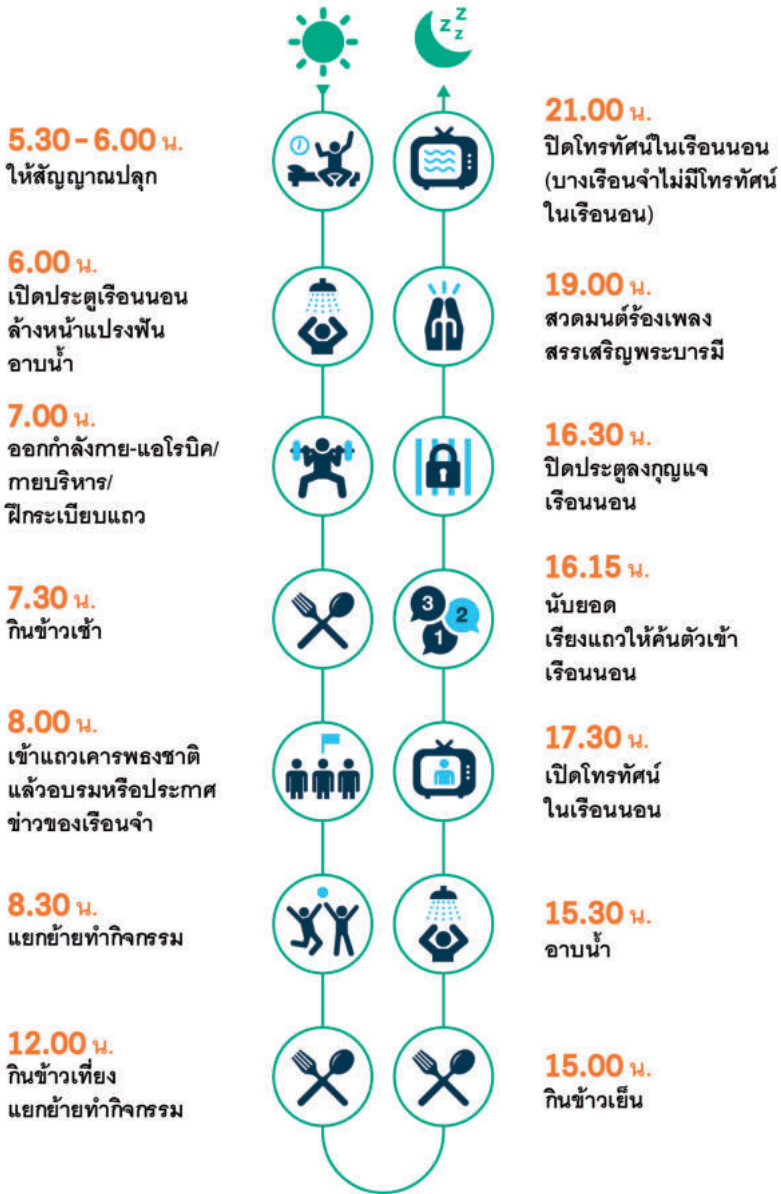 5.30-6.00 น.
ให้สัญญาณปลุก
6.00 น.
เปิดประตูเรือนนอน
ล้างหน้าแปรงฟัน
อาบน้ำ
7.00 น.
ออกกำลังกาย-แอโรบิค/
กายบริหาร/
ฝึกระเบียบแถว
7.30 น.
กินข้าวเช้า
8.00 น.
เข้าแถวเคารพธงชาติ
แล้วอบรมหรือประกาศ
ข่าวของเรือนจำ
8.30 น.
แยกย้ายทำกิจกรรม
12.00 น.
กินข้าวเที่ยง
แยกย้ายทำกิจกรรม
z z z
21.00 น.
ปิดโทรทัศน์ในเรือนนอน
(บางเรือนจำไม่มีโทรทัศน์
ในเรือนอน)
19.00 น.
สวดมนต์ร้องเพลง
สรรเสริญพระบารมี
16.30 น.
ปิดประตูลงกุญแจ
เรือนนอน
3 2 1
16.15 น.
นับยอด
เรียงแถวให้ค้นตัวเข้า
เรือนนอน
17.30 น.
เปิดโทรทัศน์
ในเรือนนอน
15.30 น.
อาบน้ำ
15.00 น.
กินข้าวเย็น